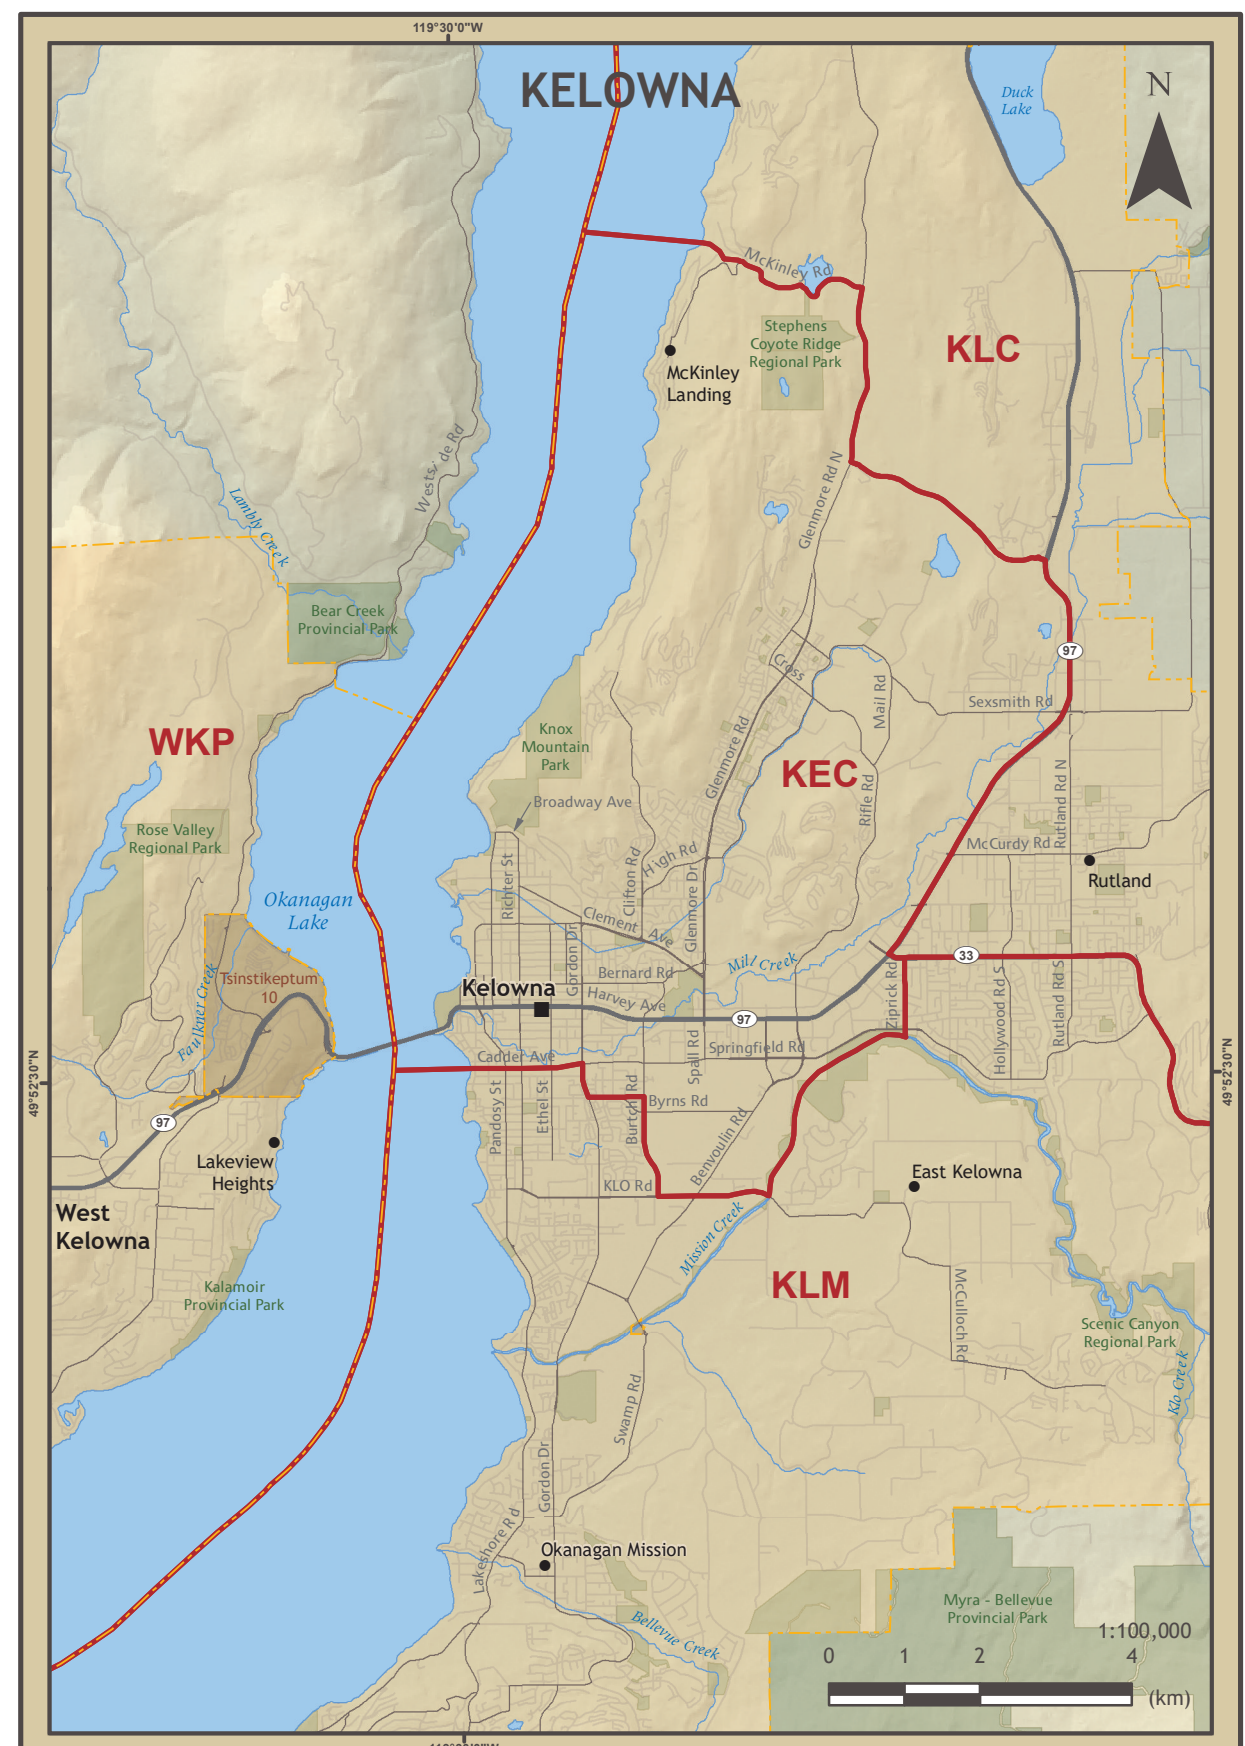 119°30'0"W
KELOWNA
Duck
Lake
N
McKinley Rd
Stephens
Coyote Ridge
Regional Park
KLC
McKinley
Landing
Westside Rd
Glenmore Rd N
Lambly Creek
Bear Creek
Provincial Park
97
Cross
Mail Rd
Sexsmith Rd
WKP
Knox
Mountain
Park
Glenmore Rd
KEC
Rifle Rd
Rutland Rd N
Broadway Ave
Rose Valley
Regional Park
McCurdy Rd
High Rd
Clifton Rd
Richter St
Rutland
Okanagan
Lake
Clement Ave
Glenmore Dr
Gordon Dr
33
Mill Creek
Bernard Rd
Tsinstikeptum
10
Faulkner Creek
Kelowna
Harvey Ave
97
Ziprick Rd
Hollywood Rd S
Rutland Rd S
Cadder Ave
Spall Rd
Springfield Rd
49°52'30"N
49°52'30"N
Pandosy St
Ethel St
Burtch Rd
Byrns Rd
97
Benvoulin Rd
Lakeview
Heights
KLO Rd
East Kelowna
West
Kelowna
Mission Creek
Kalamoir
Provincial Park
KLM
McCulloch Rd
Scenic Canyon
Regional Park
Klo Creek
Swamp Rd
Gordon Dr
Lakeshore Rd
Okanagan Mission
Bellevue Creek
Myra - Bellevue
Provincial Park
1:100,000
0 1 2 4
(km)